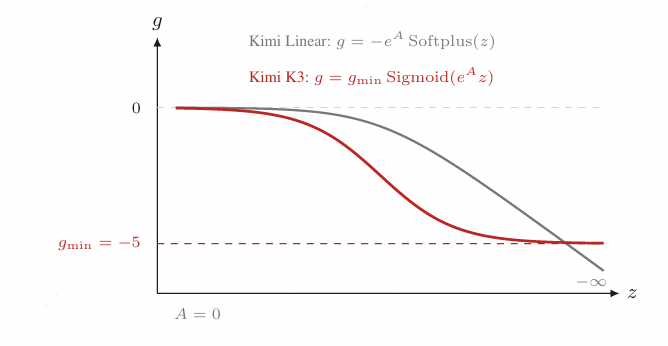 g
Kimi Linear: g = −e^A Softplus(z)
Kimi K3: g = g_min Sigmoid(e^A z)
0
g_min = −5
−∞
z
A = 0